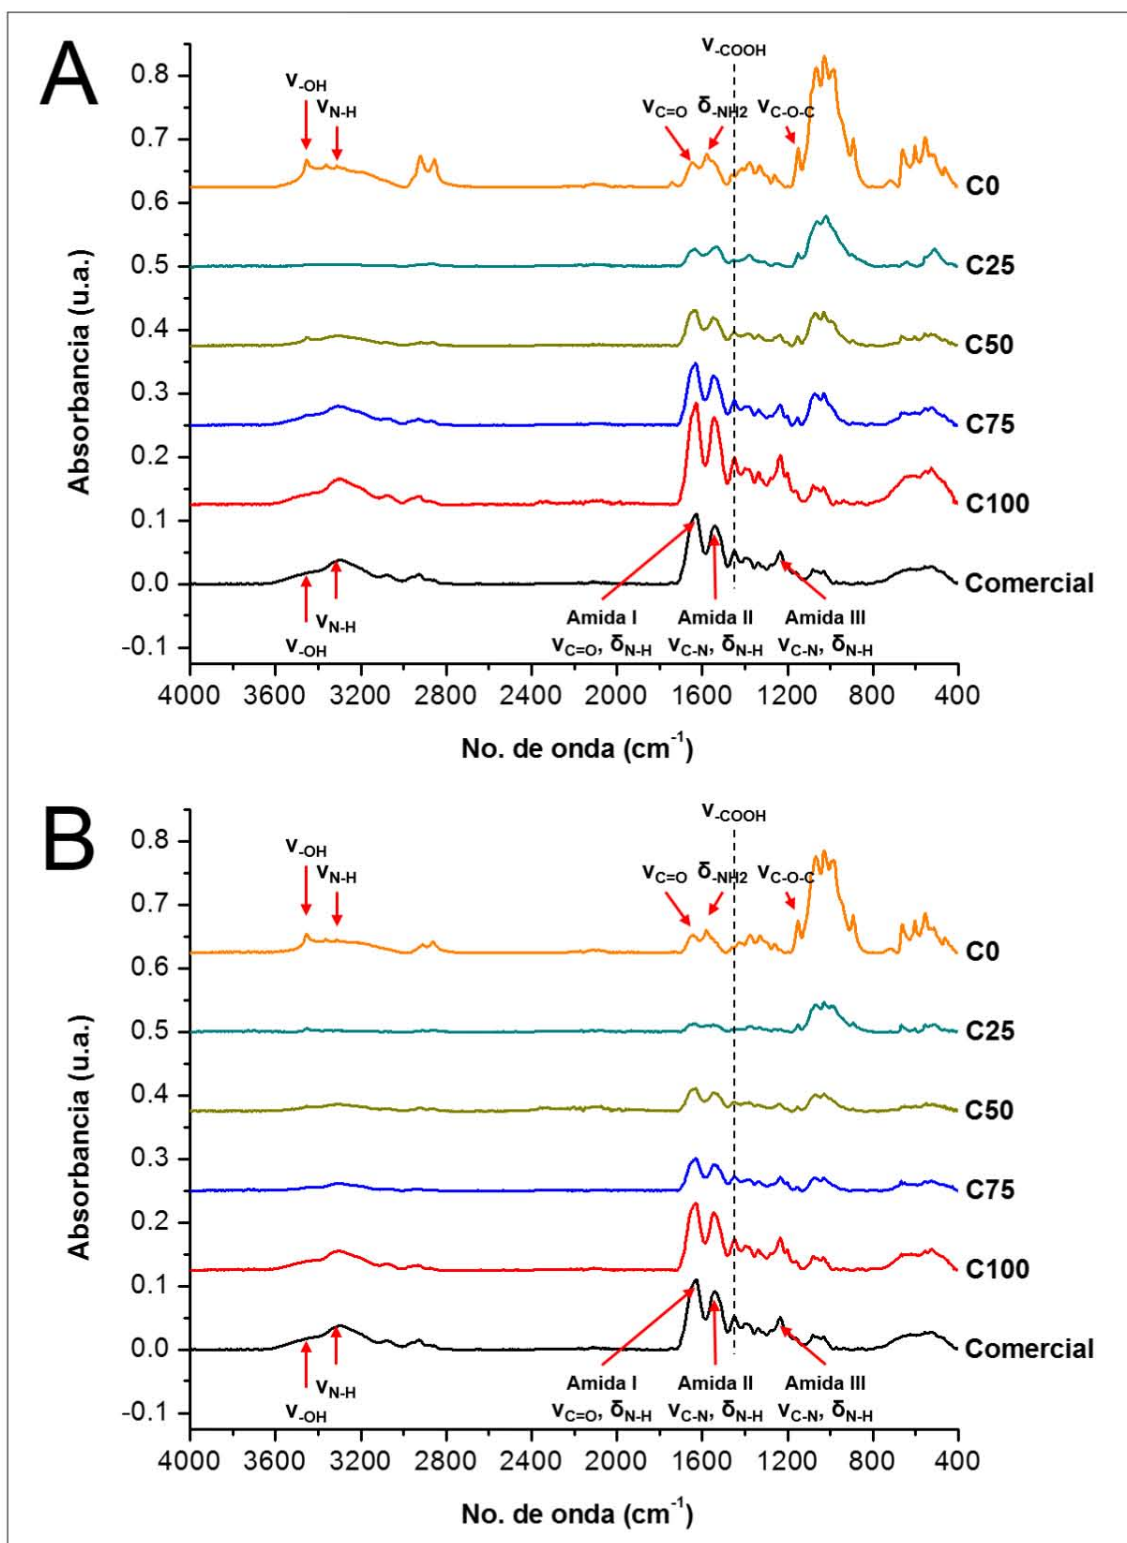 A
ν-COOH
ν-OH
νN-H
νC=O δ-NH2 νC-O-C
0.8
0.7
0.6
0.5
0.4
0.3
0.2
0.1
0.0
-0.1
Absorbancia (u.a.)
C0
C25
C50
C75
C100
Comercial
νN-H
ν-OH
Amida I Amida II Amida III
νC=O, δN-H νC-N, δN-H νC-N, δN-H
4000 3600 3200 2800 2400 2000 1600 1200 800 400
No. de onda (cm⁻¹)
B
ν-COOH
ν-OH
νN-H
νC=O δ-NH2 νC-O-C
0.8
0.7
0.6
0.5
0.4
0.3
0.2
0.1
0.0
-0.1
Absorbancia (u.a.)
C0
C25
C50
C75
C100
Comercial
νN-H
ν-OH
Amida I Amida II Amida III
νC=O, δN-H νC-N, δN-H νC-N, δN-H
4000 3600 3200 2800 2400 2000 1600 1200 800 400
No. de onda (cm⁻¹)